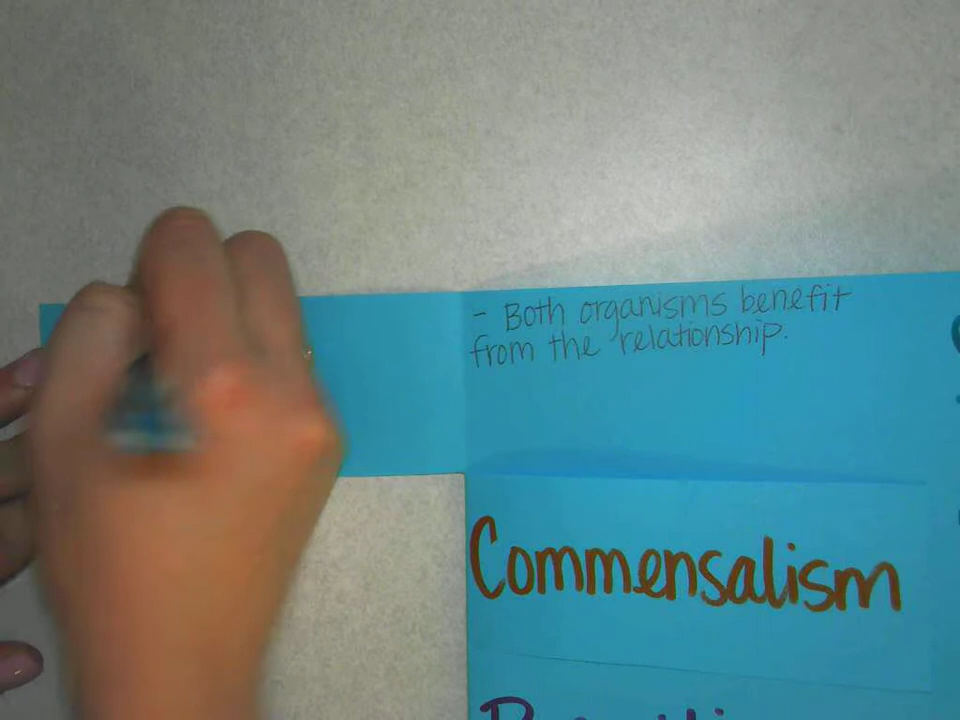 - Both organisms benefit
from the relationship.
Commensalism